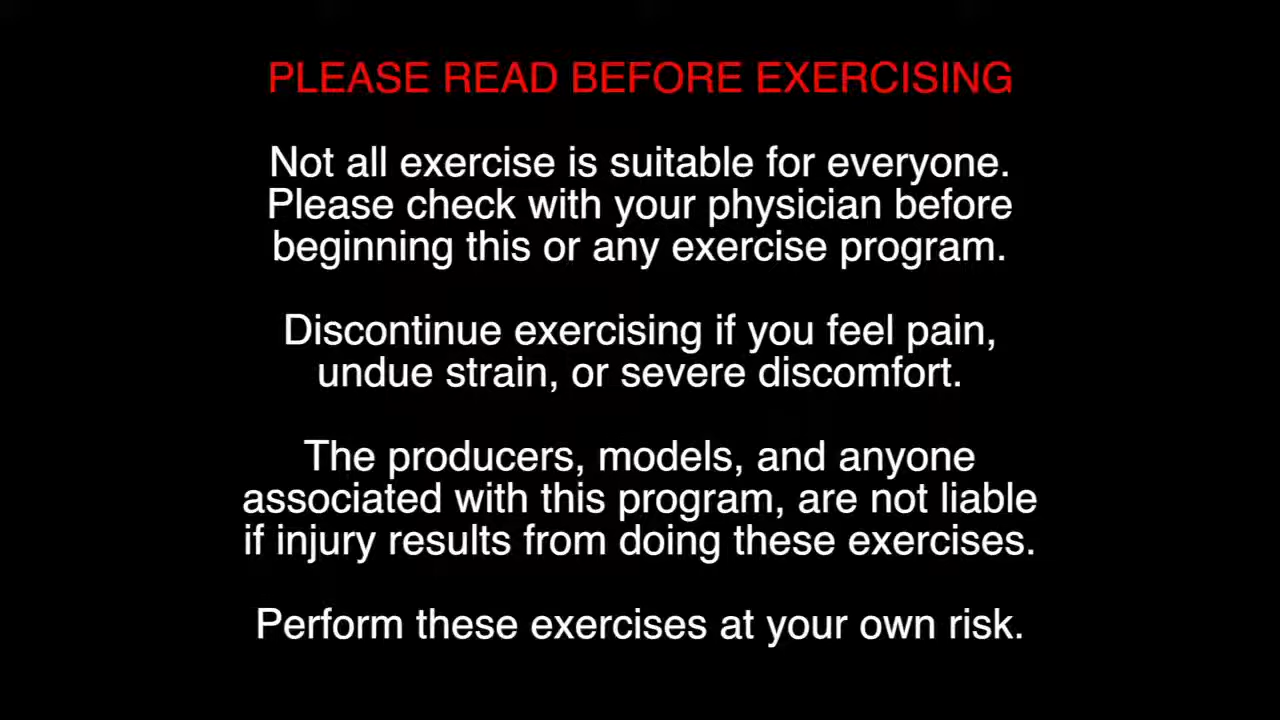 PLEASE READ BEFORE EXERCISING
Not all exercise is suitable for everyone.
Please check with your physician before
beginning this or any exercise program.
Discontinue exercising if you feel pain,
undue strain, or severe discomfort.
The producers, models, and anyone
associated with this program, are not liable
if injury results from doing these exercises.
Perform these exercises at your own risk.